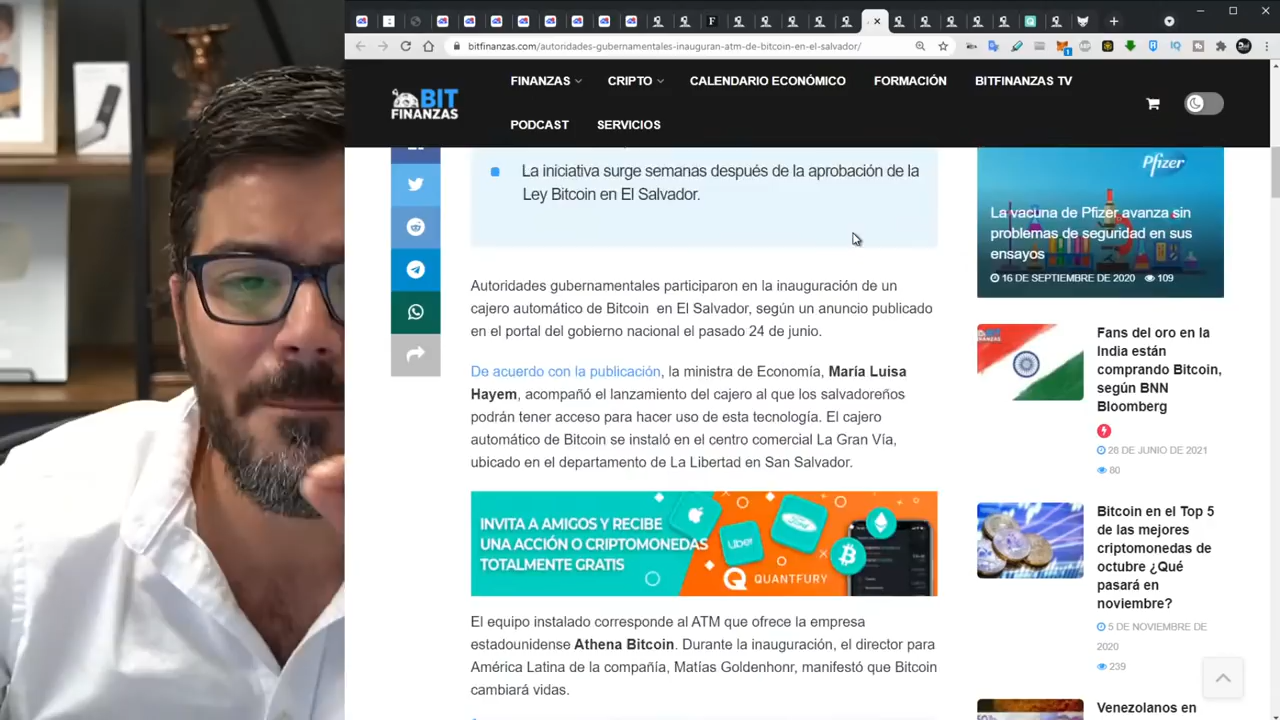 bitfinanzas.com/autoridades-gubernamentales-inauguran-atm-de-bitcoin-en-el-salvador/
BIT
FINANZAS
FINANZAS
CRIPTO
CALENDARIO ECONÓMICO
FORMACIÓN
BITFINANZAS TV
PODCAST
SERVICIOS
La iniciativa surge semanas después de la aprobación de la
Ley Bitcoin en El Salvador.
Autoridades gubernamentales participaron en la inauguración de un
cajero automático de Bitcoin en El Salvador, según un anuncio publicado
en el portal del gobierno nacional el pasado 24 de junio.
De acuerdo con la publicación, la ministra de Economía, María Luisa
Hayem, acompañó el lanzamiento del cajero al que los salvadoreños
podrán tener acceso para hacer uso de esta tecnología. El cajero
automático de Bitcoin se instaló en el centro comercial La Gran Vía,
ubicado en el departamento de La Libertad en San Salvador.
INVITA A AMIGOS Y RECIBE
UNA ACCIÓN O CRIPTOMONEDAS
TOTALMENTE GRATIS
Uber
Ford
QUANTFURY
El equipo instalado corresponde al ATM que ofrece la empresa
estadounidense Athena Bitcoin. Durante la inauguración, el director para
América Latina de la compañía, Matías Goldenhonr, manifestó que Bitcoin
cambiará vidas.
Pfizer
La vacuna de Pfizer avanza sin
problemas de seguridad en sus
ensayos
16 DE SEPTIEMBRE DE 2020 109
Fans del oro en la
India están
comprando Bitcoin,
según BNN
Bloomberg
26 DE JUNIO DE 2021
80
Bitcoin en el Top 5
de las mejores
criptomonedas de
octubre ¿Qué
pasará en
noviembre?
5 DE NOVIEMBRE DE
2020
239
Venezolanos en